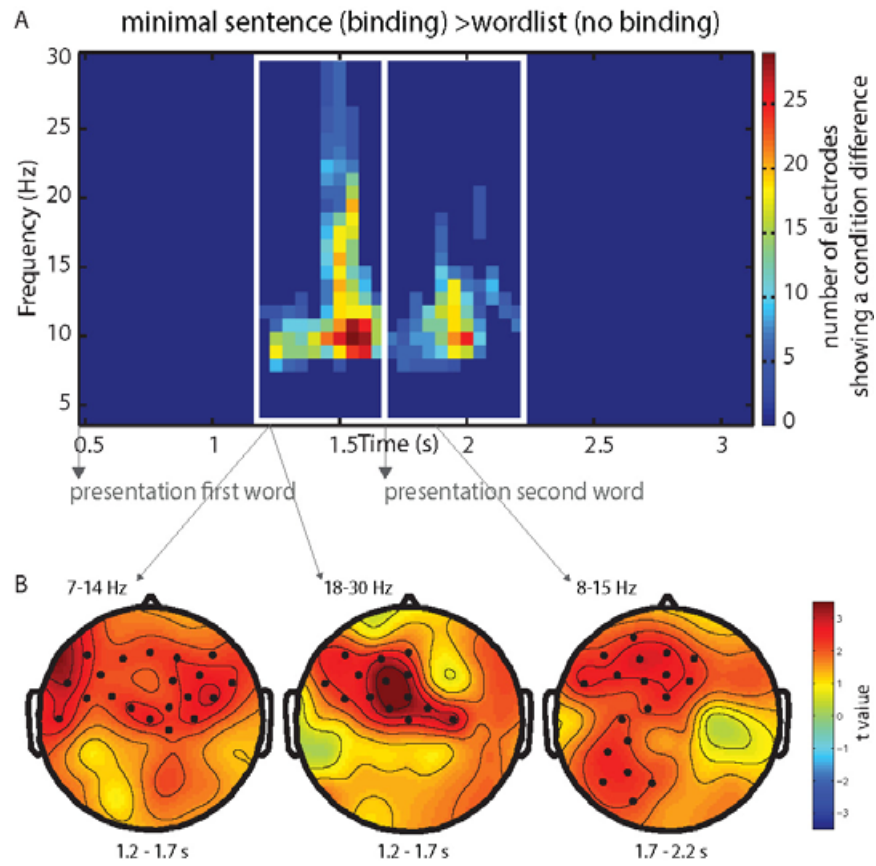 A
minimal sentence (binding) >wordlist (no binding)
30
25
20
15
10
5
Frequency (Hz)
0.5
1
1.5
Time (s)
2
2.5
3
25
20
15
10
5
0
number of electrodes
showing a condition difference
presentation first word
presentation second word
B
7-14 Hz
18-30 Hz
8-15 Hz
3
2
1
0
-1
-2
-3
t value
1.2 - 1.7 s
1.2 - 1.7 s
1.7 - 2.2 s